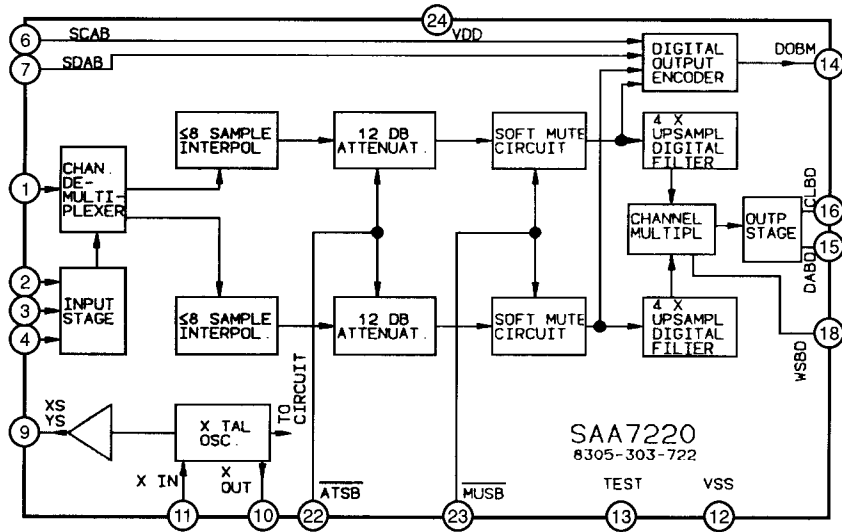 24
6
SCAB
VDD
7
SDAB
DIGITAL
OUTPUT
ENCODER
DOBM
14
≤8 SAMPLE
INTERPOL.
12 DB
ATTENUAT.
SOFT MUTE
CIRCUIT
4 X
UPSAMPL
DIGITAL
FILTER
1
CHAN.
DE-
MULTI-
PLEXER
CHANNEL
MULTIPL
OUTP
STAGE
CLBD
16
15
DABD
2
3
4
INPUT
STAGE
≤8 SAMPLE
INTERPOL.
12 DB
ATTENUAT.
SOFT MUTE
CIRCUIT
4 X
UPSAMPL
DIGITAL
FILIER
18
WSBD
9
XS
YS
X TAL
OSC.
TO
CIRCUIT
SAA7220
8305-303-722
X IN
X
OUT
ATSB
MUSB
TEST
VSS
11
10
22
23
13
12